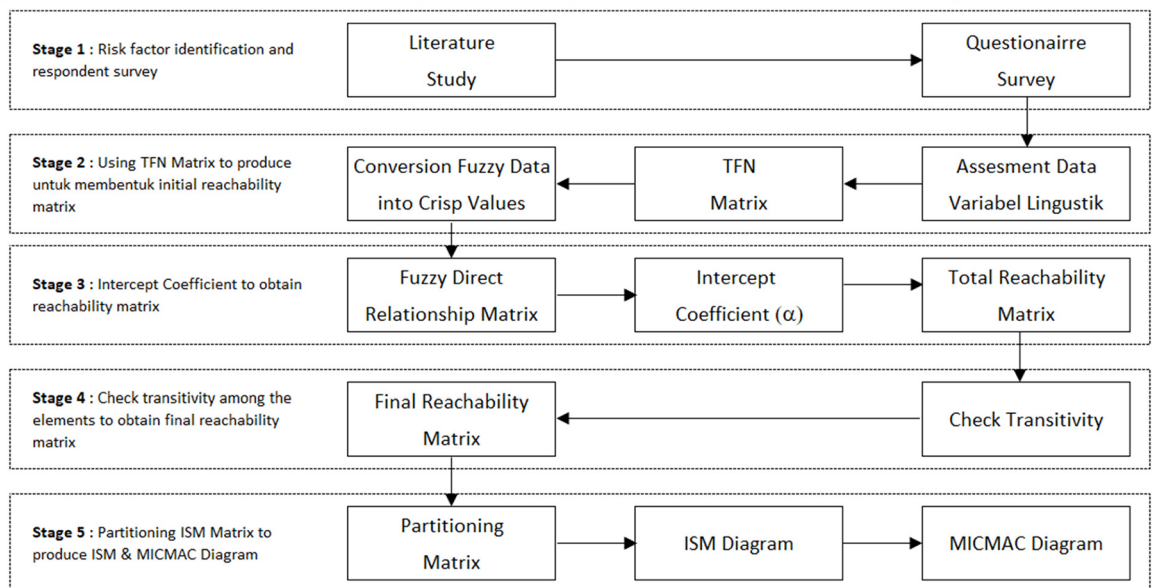 Stage 1 : Risk factor identification and
respondent survey
Literature
Study
Questionairre
Survey
Stage 2 : Using TFN Matrix to produce
untuk membentuk initial reachability
matrix
Conversion Fuzzy Data
into Crisp Values
TFN
Matrix
Assesment Data
Variabel Lingustik
Stage 3 : Intercept Coefficient to obtain
reachability matrix
Fuzzy Direct
Relationship Matrix
Intercept
Coefficient (α)
Total Reachability
Matrix
Stage 4 : Check transitivity among the
elements to obtain final reachability
matrix
Final Reachability
Matrix
Check Transitivity
Stage 5 : Partitioning ISM Matrix to
produce ISM & MICMAC Diagram
Partitioning
Matrix
ISM Diagram
MICMAC Diagram